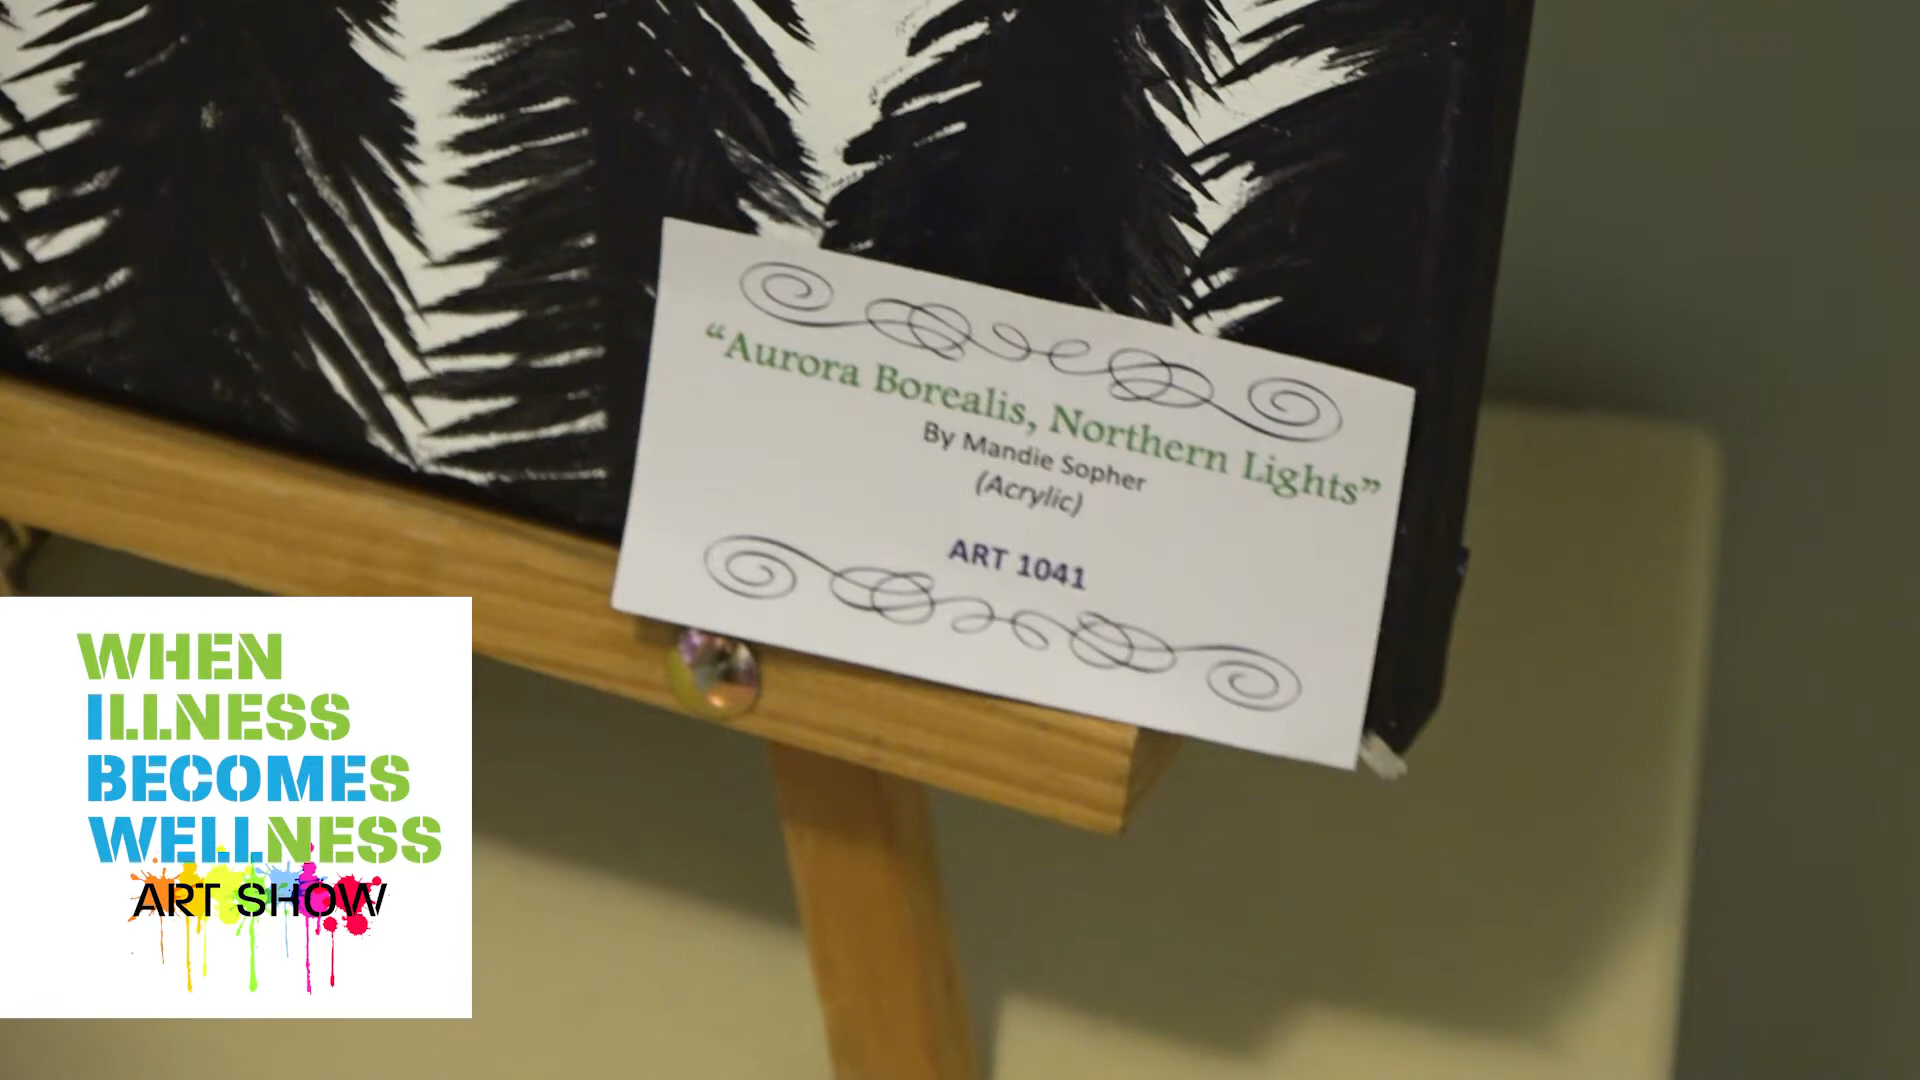 “Aurora Borealis, Northern Lights”
By Mandie Sopher
(Acrylic)
ART 1041
WHEN
ILLNESS
BECOMES
WELLNESS
ART SHOW